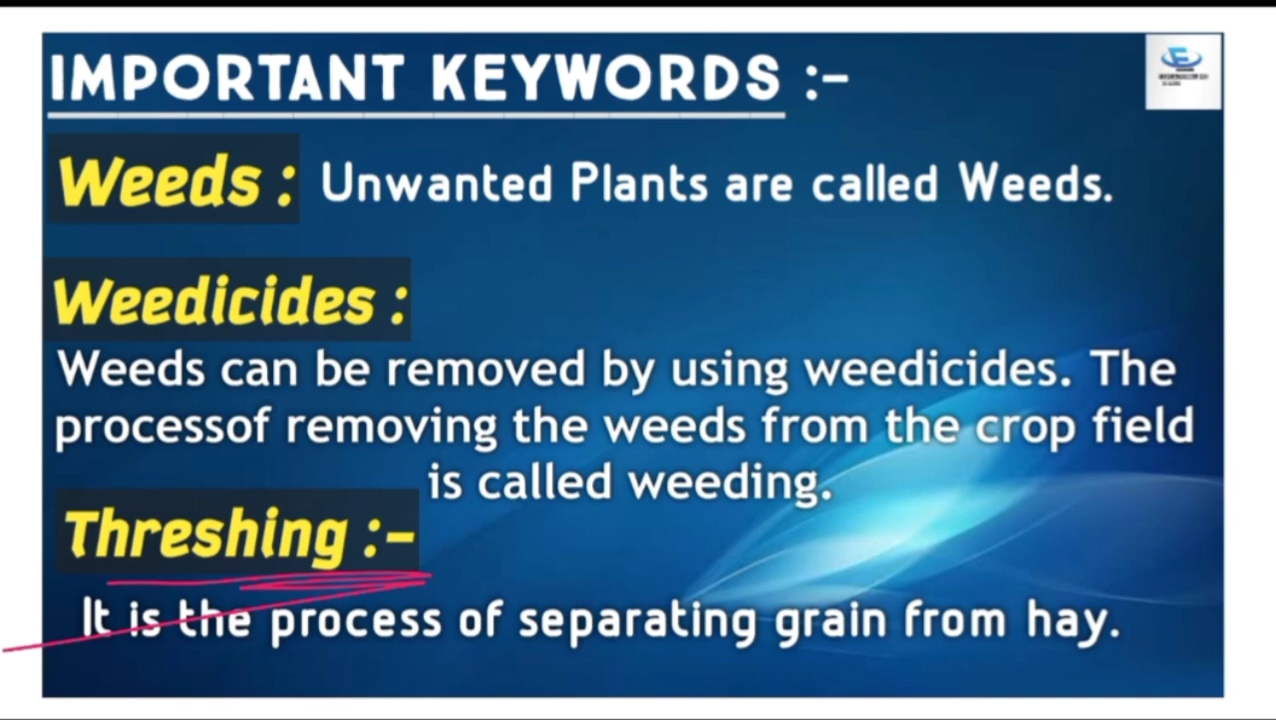 IMPORTANT KEYWORDS :-
Weeds : Unwanted Plants are called Weeds.
Weedicides :
Weeds can be removed by using weedicides. The
processof removing the weeds from the crop field
is called weeding.
Threshing :-
It is the process of separating grain from hay.